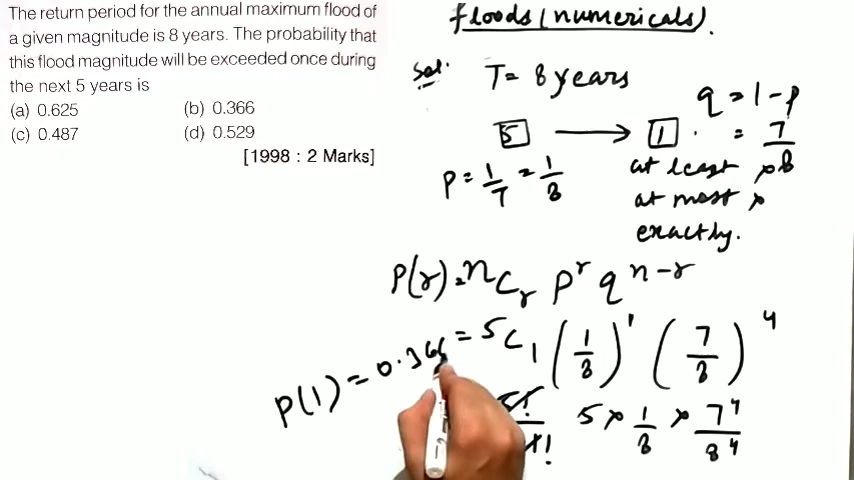 The return period for the annual maximum flood of
a given magnitude is 8 years. The probability that
this flood magnitude will be exceeded once during
the next 5 years is
(a) 0.625 (b) 0.366
(c) 0.487 (d) 0.529
[1998 : 2 Marks]
floods (numericals).
Sol. T = 8 years
q = 1 - p
= 7/8
5 → 1 .
P = 1/T = 1/8
at least ×
at most ×
exactly.
P(r) = nCr p^r q^n-r
= 5C1 (1/8)^1 (7/8)^4
P(1) = 0.366
5 × 1/8 × 7^4/8^4